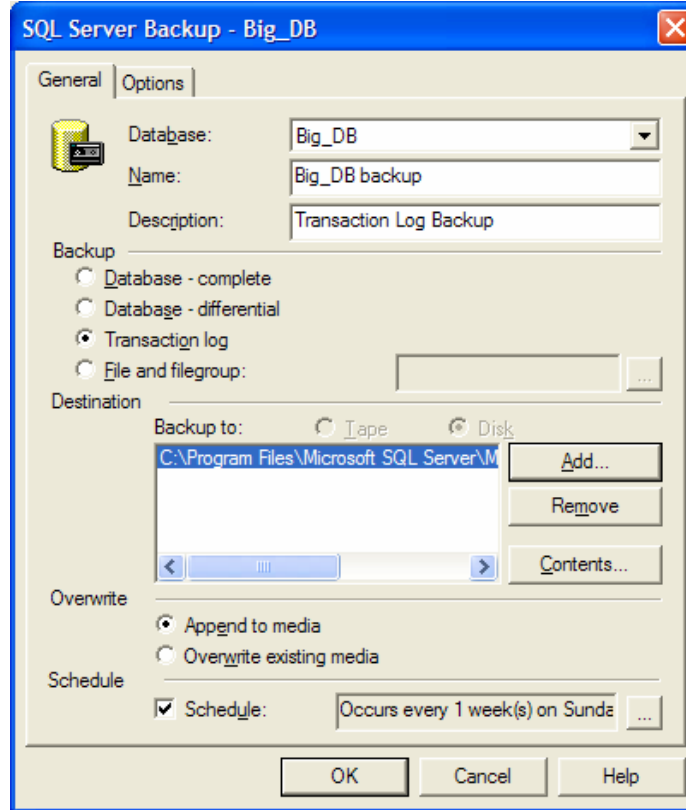 SQL Server Backup - Big_DB
General Options
Database: Big_DB
Name: Big_DB backup
Description: Transaction Log Backup
Backup
Database - complete
Database - differential
Transaction log
File and filegroup: ...
Destination
Backup to: Tape Disk
C:\Program Files\Microsoft SQL Server\M Add...
Remove
Contents...
Overwrite
Append to media
Overwrite existing media
Schedule
Schedule: Occurs every 1 week(s) on Sunda ...
OK Cancel Help